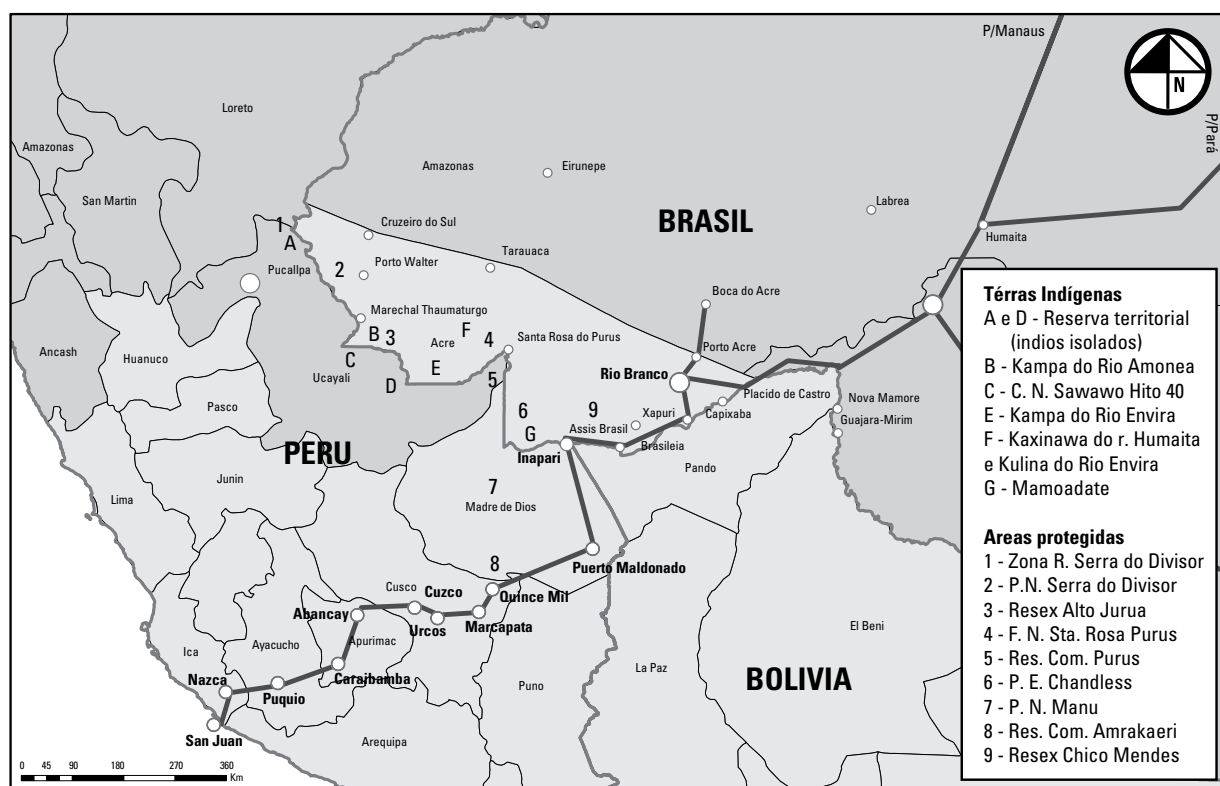 P/Manaus
N
P/Pará
Loreto
Amazonas
San Martin
Amazonas
Eirunepe
Labrea
BRASIL
Humaita
1
A
Cruzeiro do Sul
Tarauaca
Pucallpa
2
Porto Walter
Boca do Acre
Marechal Thaumaturgo
B
3
F
Acre
4
Santa Rosa do Purus
Porto Acre
Ancash
Huanuco
C
Ucayali
D
E
5
Rio Branco
Placido de Castro
Nova Mamore
Guajara-Mirim
Pasco
6
G
9
Assis Brasil
Xapuri
Capixaba
Brasileia
Inapari
PERU
Pando
Junin
Lima
7
Madre de Dios
Puerto Maldonado
8
Quince Mil
Cusco
Cuzco
Abancay
Urcos
Marcapata
Ica
Ayacucho
Apurimac
El Beni
La Paz
BOLIVIA
Nazca
Puquio
Caraibamba
Puno
San Juan
Arequipa
0 45 90 180 270 360
Km
Térras Indígenas
A e D - Reserva territorial
(indios isolados)
B - Kampa do Rio Amonea
C - C. N. Sawawo Hito 40
E - Kampa do Rio Envira
F - Kaxinawa do r. Humaita
e Kulina do Rio Envira
G - Mamoadate
Areas protegidas
1 - Zona R. Serra do Divisor
2 - P.N. Serra do Divisor
3 - Resex Alto Jurua
4 - F. N. Sta. Rosa Purus
5 - Res. Com. Purus
6 - P. E. Chandless
7 - P. N. Manu
8 - Res. Com. Amrakaeri
9 - Resex Chico Mendes